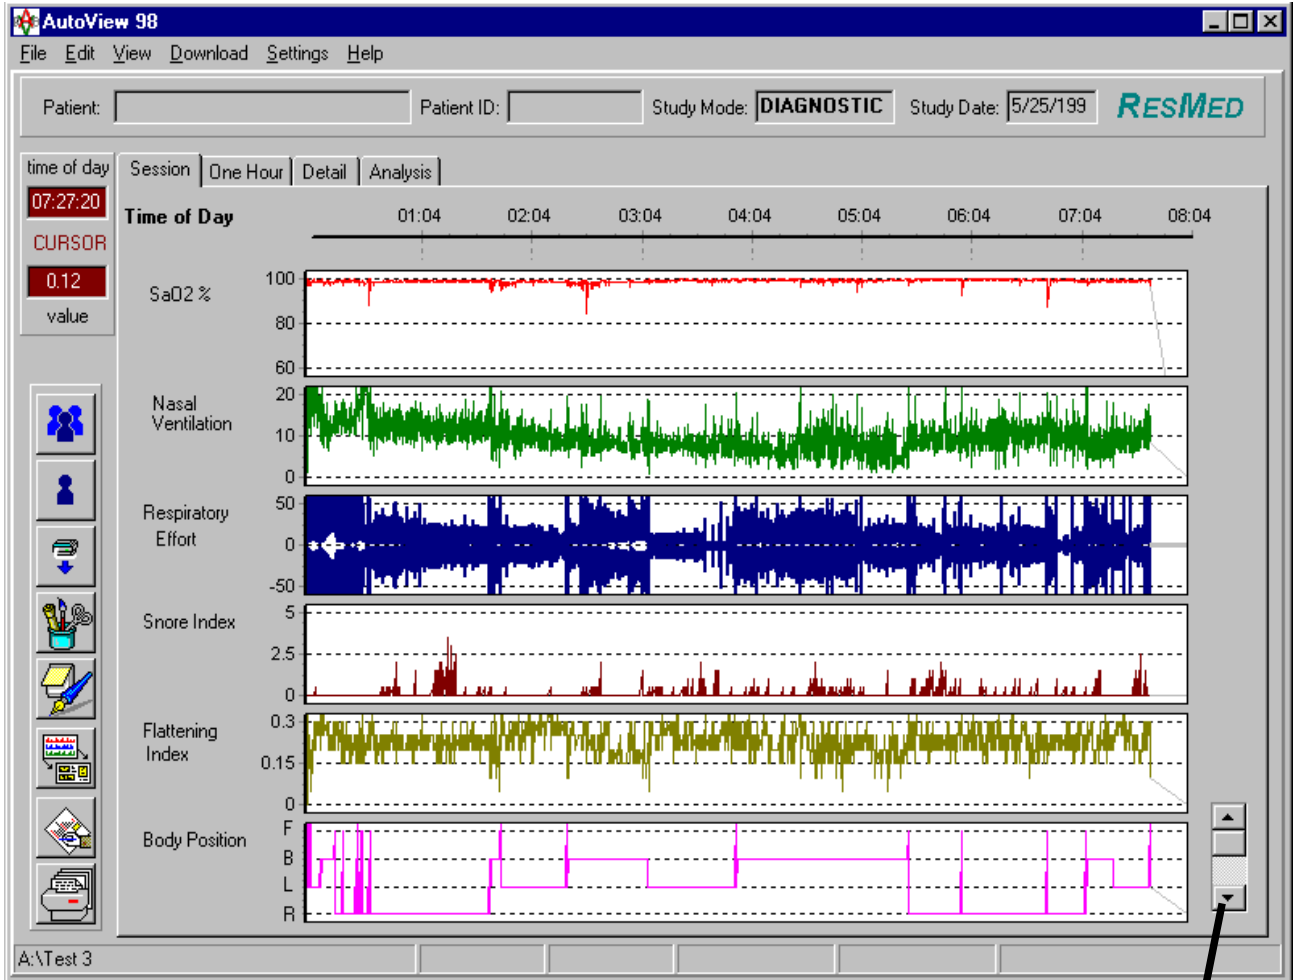 AutoView 98
File Edit View Download Settings Help
Patient: Patient ID: Study Mode: DIAGNOSTIC Study Date: 5/25/199 RESMED
time of day
07:27:20
CURSOR
0.12
value
Session One Hour Detail Analysis
Time of Day 01:04 02:04 03:04 04:04 05:04 06:04 07:04 08:04
SaO2 %
100
80
60
Nasal
Ventilation
20
10
0
Respiratory
Effort
50
0
-50
Snore Index
5
2.5
0
Flattening
Index
0.3
0.15
0
Body Position
F
B
L
R
A:\Test 3